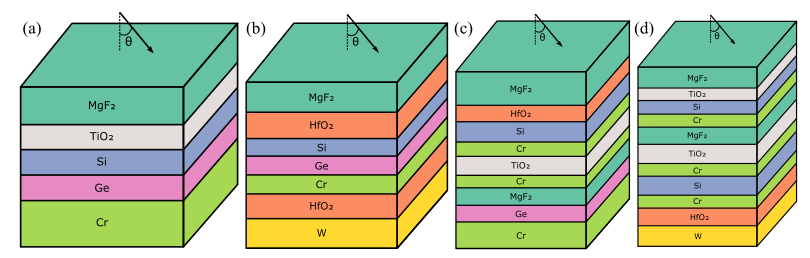 (a)
θ
MgF₂
TiO₂
Si
Ge
Cr
(b)
θ
MgF₂
HfO₂
Si
Ge
Cr
HfO₂
W
(c)
θ
MgF₂
HfO₂
Si
Cr
TiO₂
Cr
MgF₂
Ge
Cr
(d)
θ
MgF₂
TiO₂
Si
Cr
MgF₂
TiO₂
Cr
Si
Cr
HfO₂
W